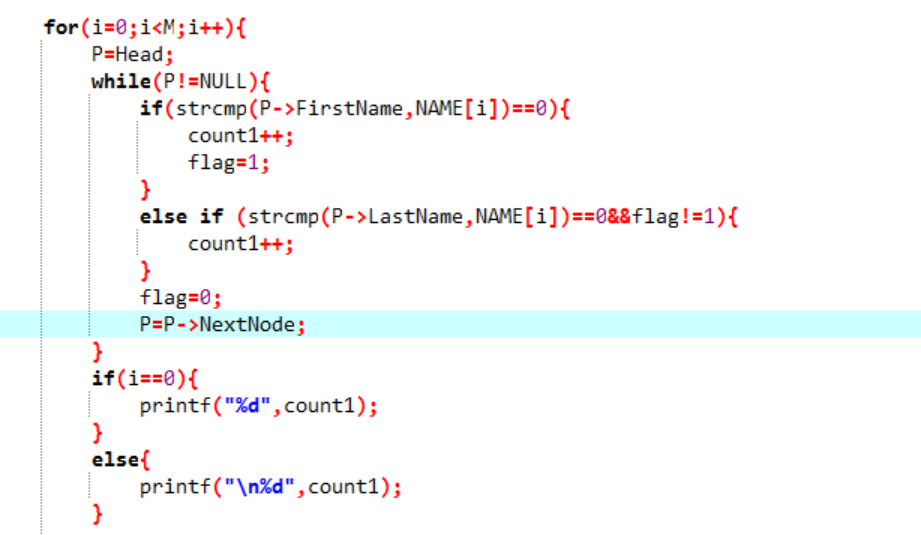 for(i=0;i<M;i++){
P=Head;
while(P!=NULL){
if(strcmp(P->FirstName,NAME[i])==0){
count1++;
flag=1;
}
else if (strcmp(P->LastName,NAME[i])==0&&flag!=1){
count1++;
}
flag=0;
P=P->NextNode;
}
if(i==0){
printf("%d",count1);
}
else{
printf("\n%d",count1);
}